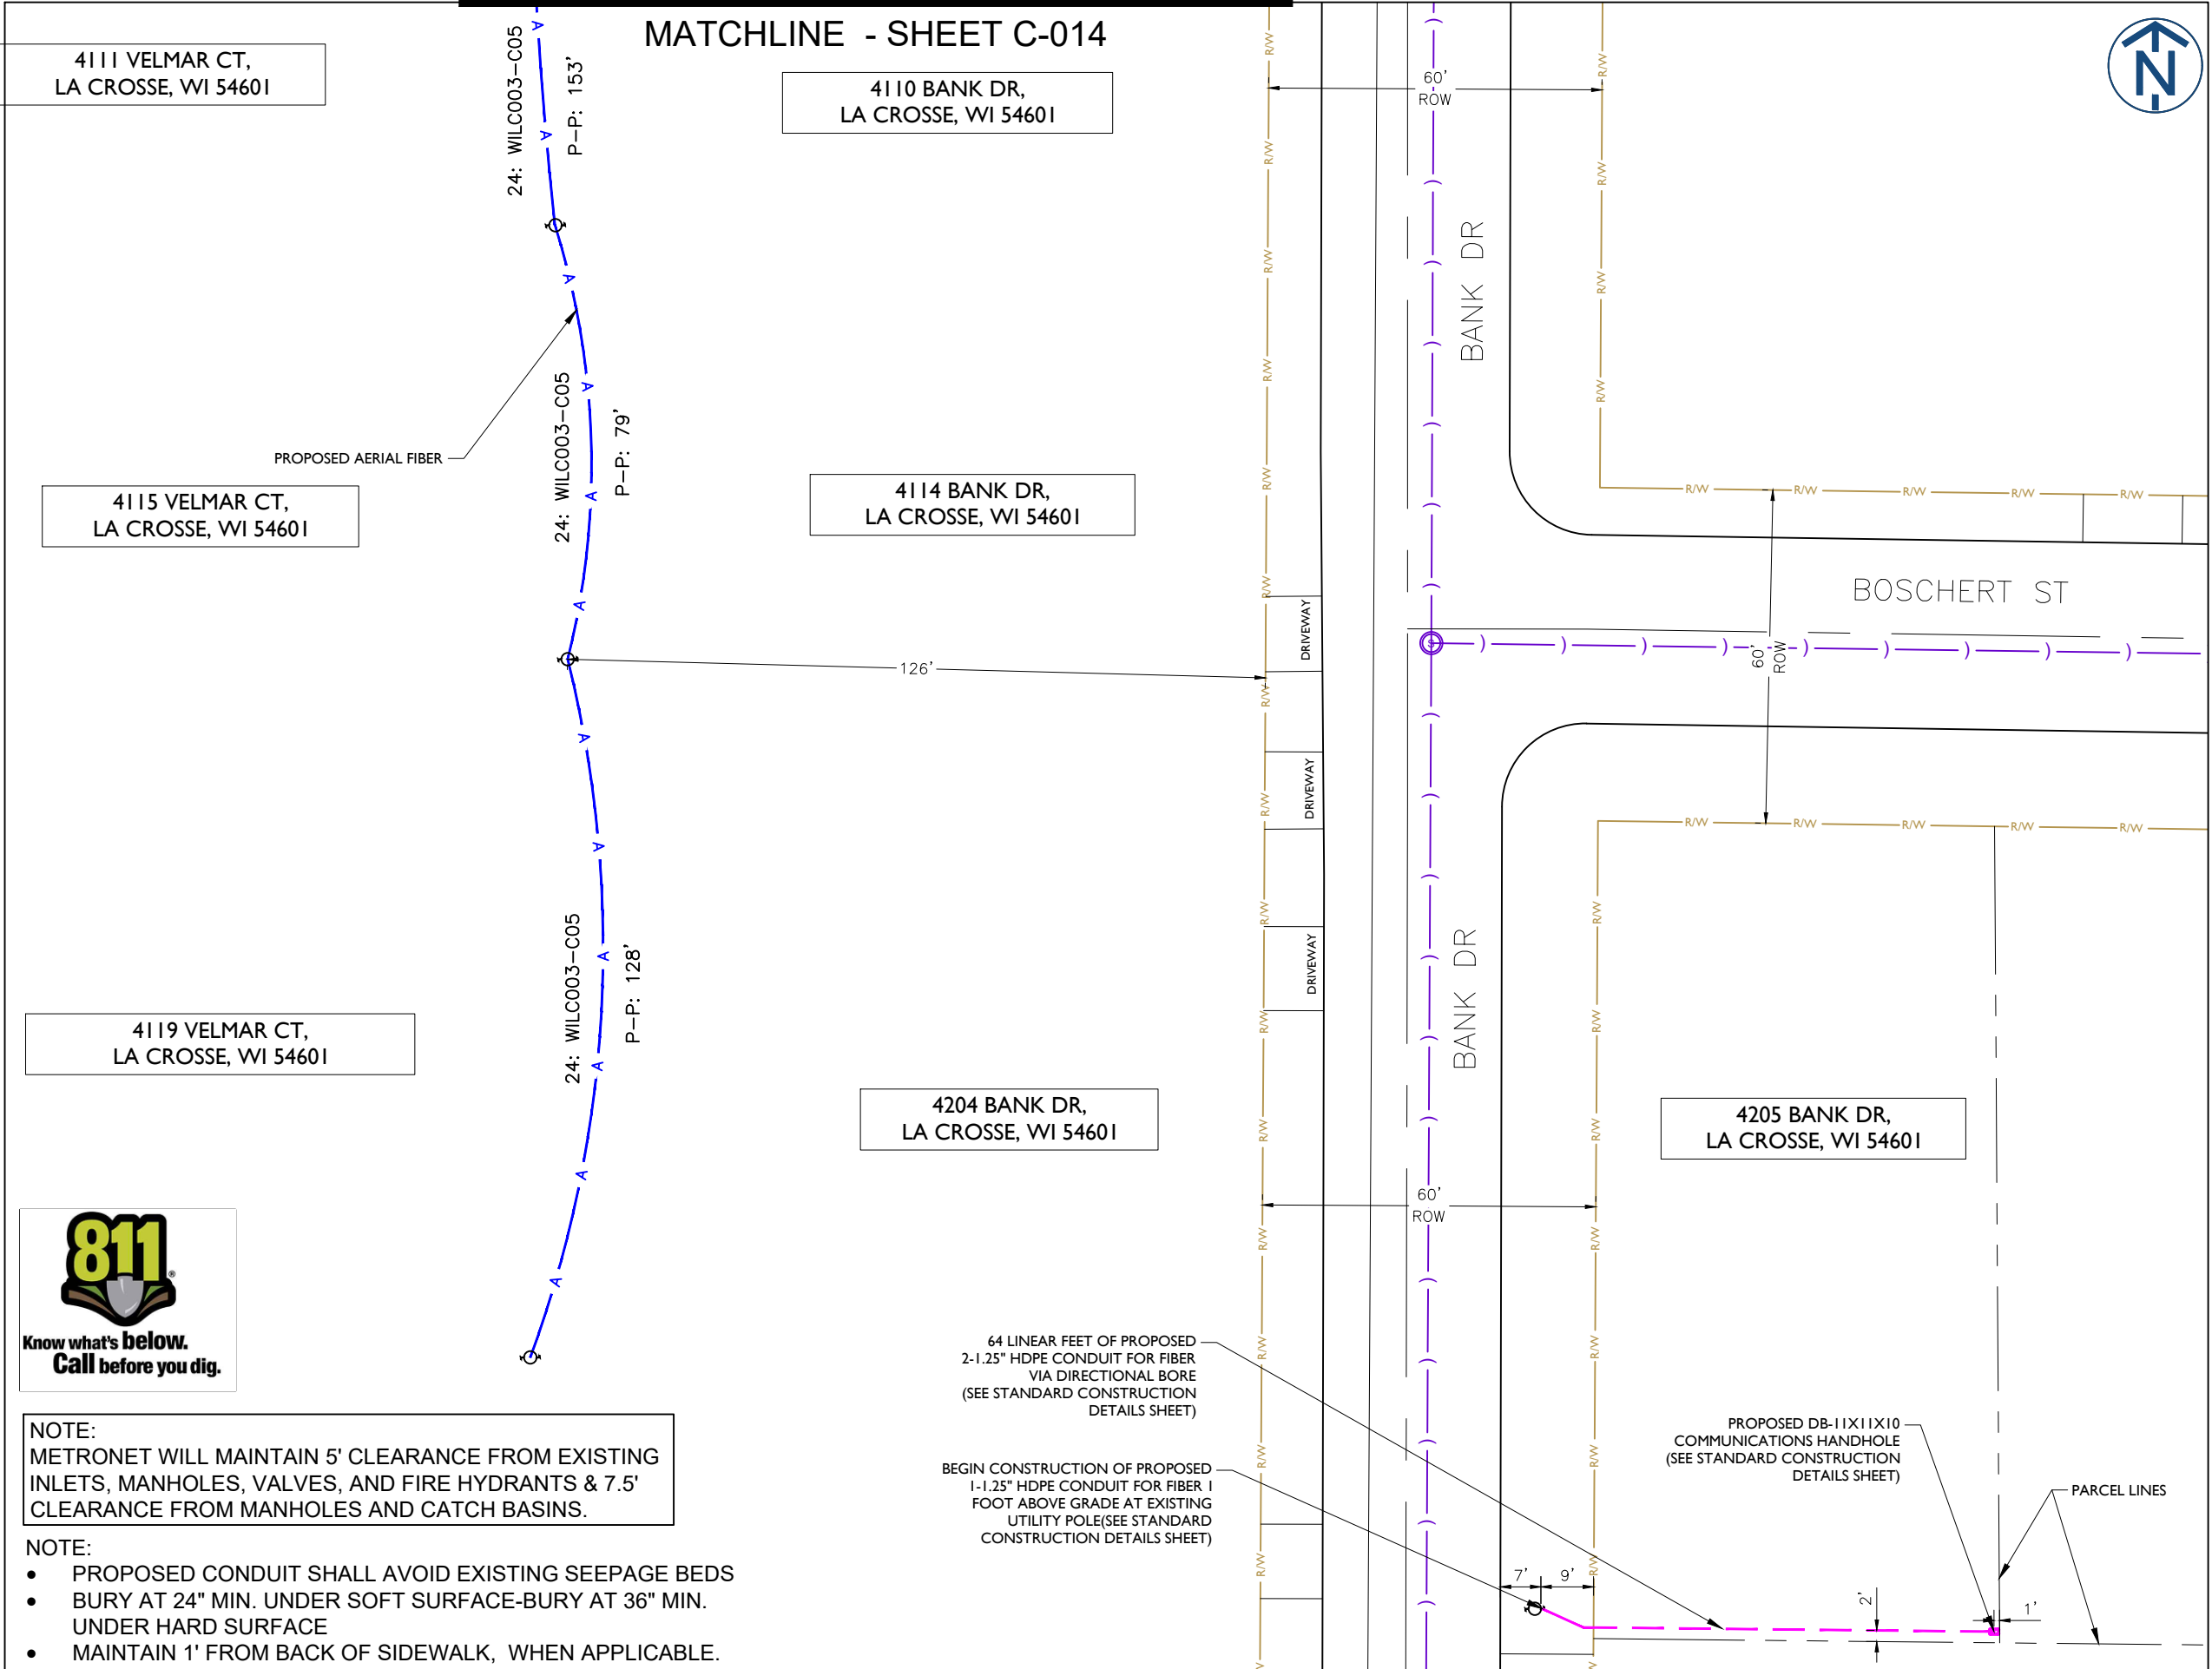 MATCHLINE - SHEET C-014
4111 VELMAR CT,
LA CROSSE, WI 54601
24: WILC003-C05
P-P: 153'
4110 BANK DR,
LA CROSSE, WI 54601
60'
ROW
N
A
A
R/W
R/W
R/W
R/W
BANK DR
PROPOSED AERIAL FIBER
24: WILC003-C05
P-P: 79'
4115 VELMAR CT,
LA CROSSE, WI 54601
4114 BANK DR,
LA CROSSE, WI 54601
A
A
A
A
R/W
R/W
R/W
R/W
R/W
R/W
R/W
R/W
R/W
R/W
R/W
BOSCHERT ST
60'
ROW
S
126'
DRIVEWAY
DRIVEWAY
DRIVEWAY
R/W
R/W
R/W
R/W
R/W
R/W
R/W
R/W
BANK DR
24: WILC003-C05
P-P: 128'
A
A
A
A
A
A
4119 VELMAR CT,
LA CROSSE, WI 54601
4204 BANK DR,
LA CROSSE, WI 54601
4205 BANK DR,
LA CROSSE, WI 54601
60'
ROW
R/W
R/W
R/W
R/W
R/W
R/W
R/W
R/W
R/W
R/W
R/W
R/W
811®
Know what's below.
Call before you dig.
64 LINEAR FEET OF PROPOSED
2-1.25" HDPE CONDUIT FOR FIBER
VIA DIRECTIONAL BORE
(SEE STANDARD CONSTRUCTION
DETAILS SHEET)
BEGIN CONSTRUCTION OF PROPOSED
1-1.25" HDPE CONDUIT FOR FIBER 1
FOOT ABOVE GRADE AT EXISTING
UTILITY POLE(SEE STANDARD
CONSTRUCTION DETAILS SHEET)
PROPOSED DB-11X11X10
COMMUNICATIONS HANDHOLE
(SEE STANDARD CONSTRUCTION
DETAILS SHEET)
PARCEL LINES
7'
9'
2'
1'
NOTE:
METRONET WILL MAINTAIN 5' CLEARANCE FROM EXISTING
INLETS, MANHOLES, VALVES, AND FIRE HYDRANTS & 7.5'
CLEARANCE FROM MANHOLES AND CATCH BASINS.
NOTE:
• PROPOSED CONDUIT SHALL AVOID EXISTING SEEPAGE BEDS
• BURY AT 24" MIN. UNDER SOFT SURFACE-BURY AT 36" MIN.
UNDER HARD SURFACE
• MAINTAIN 1' FROM BACK OF SIDEWALK, WHEN APPLICABLE.